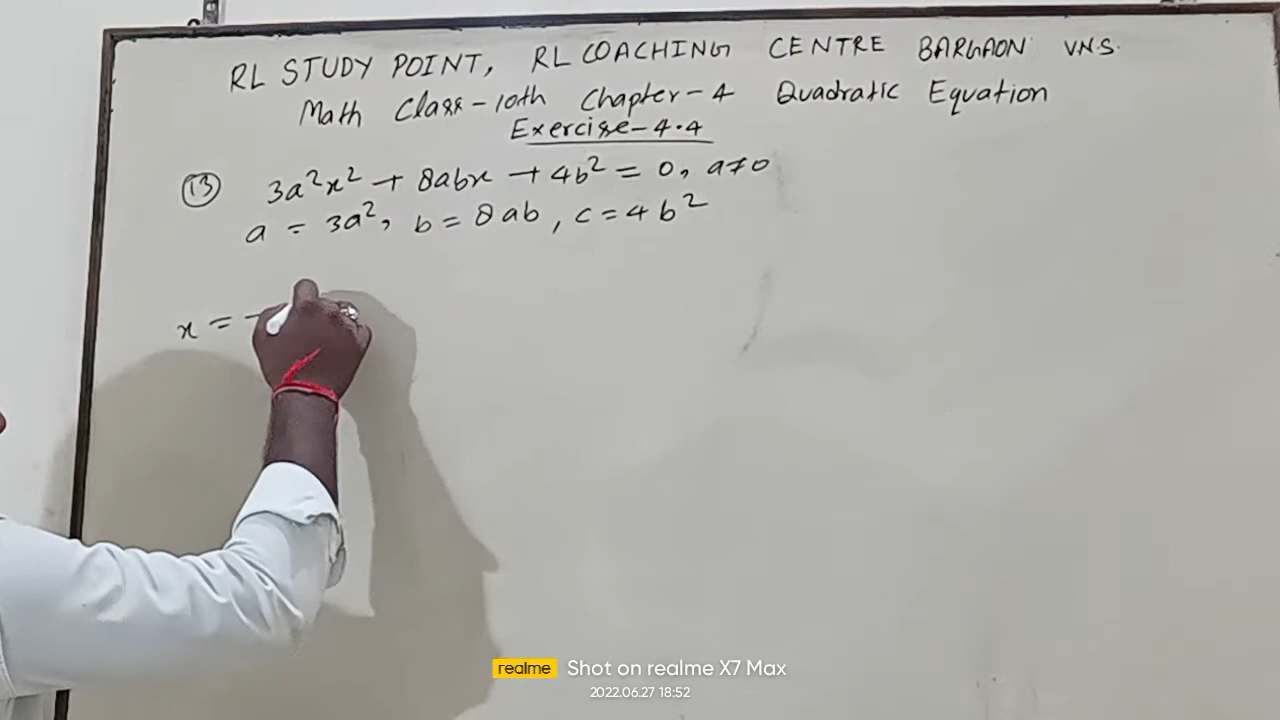 RL STUDY POINT, RL COACHING CENTRE BARGAON VNS.
Math Class-10th Chapter-4 Quadratic Equation
Exercise-4.4
(13) 3a²x² + 8abx + 4b² = 0, a≠0
a = 3a², b = 8ab, c = 4b²
x = -
realme Shot on realme X7 Max
2022.06.27 18:52